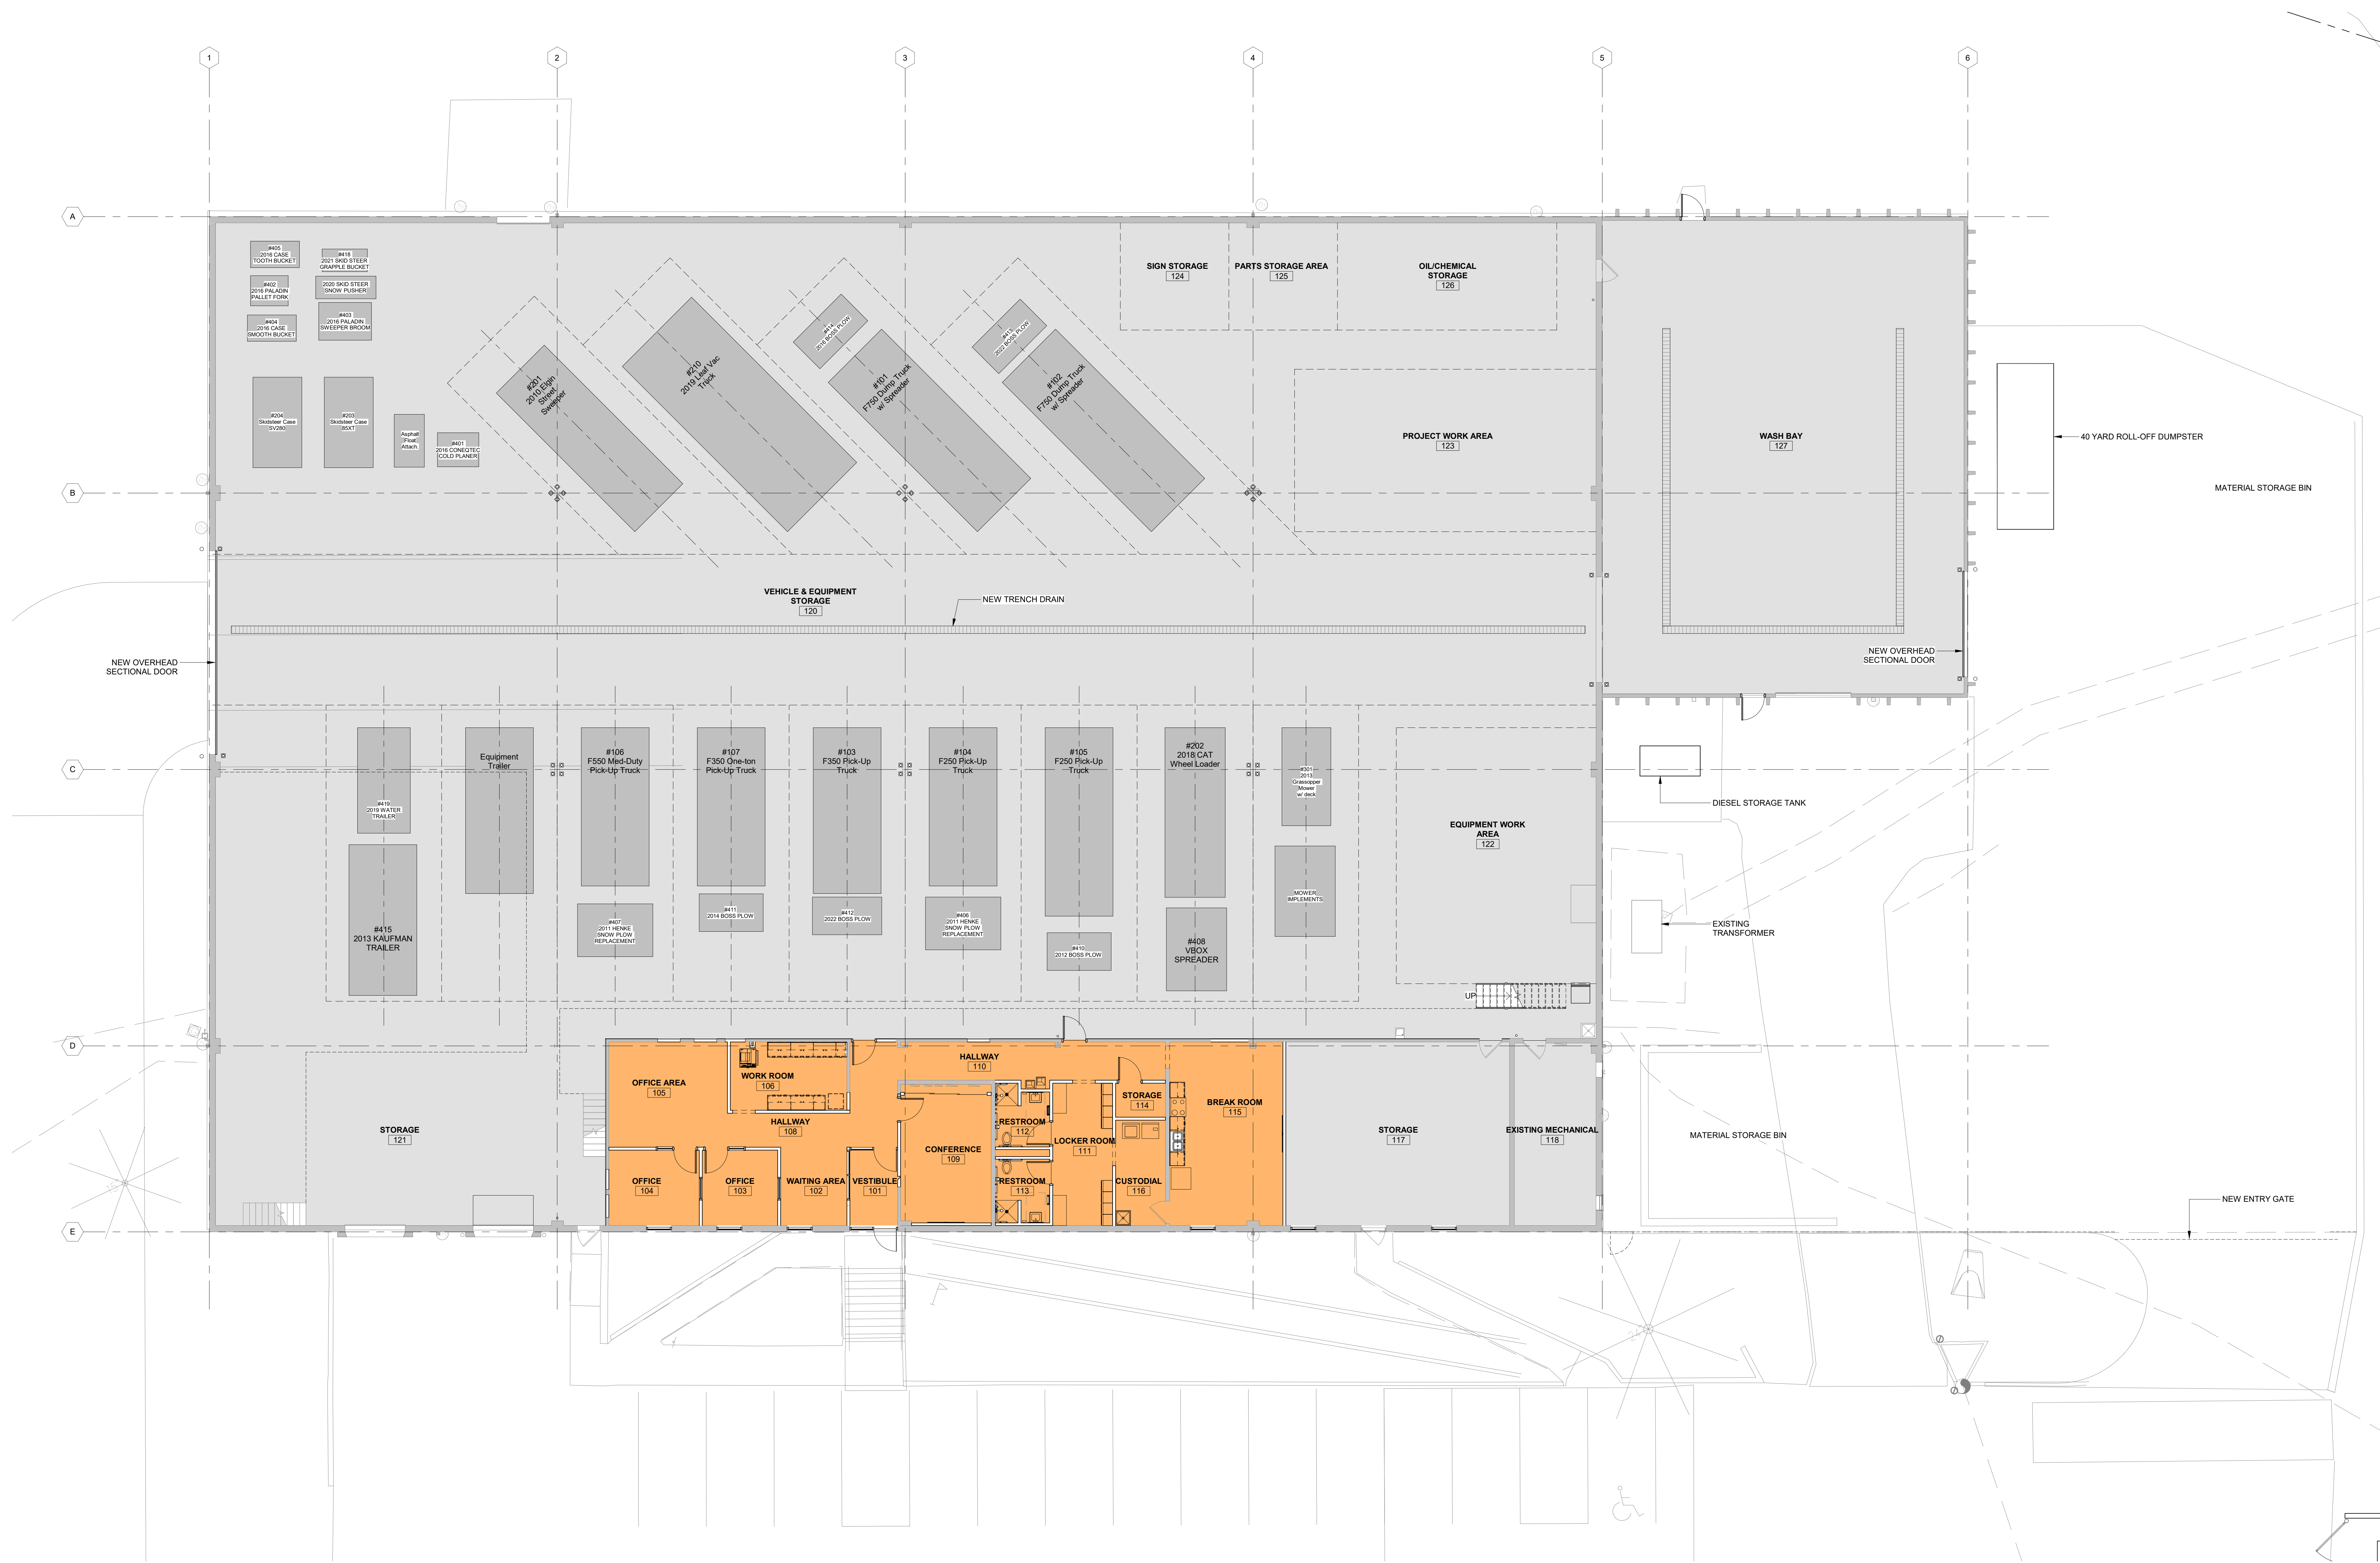 1
2
3
4
5
6
A
B
C
D
E
#405
2016 CASE
TOOTH BUCKET
#418
2021 SKID STEER
GRAPPLE BUCKET
#402
2016 PALADIN
PALLET FORK
2020 SKID STEER
SNOW PUSHER
#404
2016 CASE
SMOOTH BUCKET
#403
2016 PALADIN
SWEEPER BROOM
#204
Skidsteer Case
SV280
#203
Skidsteer Case
85XT
Asphalt
Float
Attach.
#401
2016 CONEQTEC
COLD PLANER
#201
2010 Elgin
Street
Sweeper
#210
2019 Leaf Vac
Truck
#414
2018 BOSS PLOW
#101
F750 Dump Truck
w/ Spreader
#413
2022 BOSS PLOW
#102
F750 Dump Truck
w/ Spreader
SIGN STORAGE
124
PARTS STORAGE AREA
125
OIL/CHEMICAL
STORAGE
126
PROJECT WORK AREA
123
WASH BAY
127
40 YARD ROLL-OFF DUMPSTER
MATERIAL STORAGE BIN
VEHICLE & EQUIPMENT
STORAGE
120
NEW TRENCH DRAIN
NEW OVERHEAD
SECTIONAL DOOR
NEW OVERHEAD
SECTIONAL DOOR
#419
2019 WATER
TRAILER
Equipment
Trailer
#106
F550 Med-Duty
Pick-Up Truck
#107
F350 One-ton
Pick-Up Truck
#103
F350 Pick-Up
Truck
#104
F250 Pick-Up
Truck
#105
F250 Pick-Up
Truck
#202
2018 CAT
Wheel Loader
#301
2013
Grassopper
Mower
w/ deck
DIESEL STORAGE TANK
EQUIPMENT WORK
AREA
122
#415
2013 KAUFMAN
TRAILER
#407
2011 HENKE
SNOW PLOW
REPLACEMENT
#411
2014 BOSS PLOW
#412
2022 BOSS PLOW
#406
2011 HENKE
SNOW PLOW
REPLACEMENT
#410
2012 BOSS PLOW
#408
VBOX
SPREADER
MOWER
IMPLEMENTS
EXISTING
TRANSFORMER
UP
STORAGE
121
OFFICE AREA
105
WORK ROOM
106
HALLWAY
110
HALLWAY
108
OFFICE
104
OFFICE
103
WAITING AREA
102
VESTIBULE
101
CONFERENCE
109
RESTROOM
112
RESTROOM
113
LOCKER ROOM
111
STORAGE
114
CUSTODIAL
116
BREAK ROOM
115
STORAGE
117
EXISTING MECHANICAL
118
MATERIAL STORAGE BIN
NEW ENTRY GATE